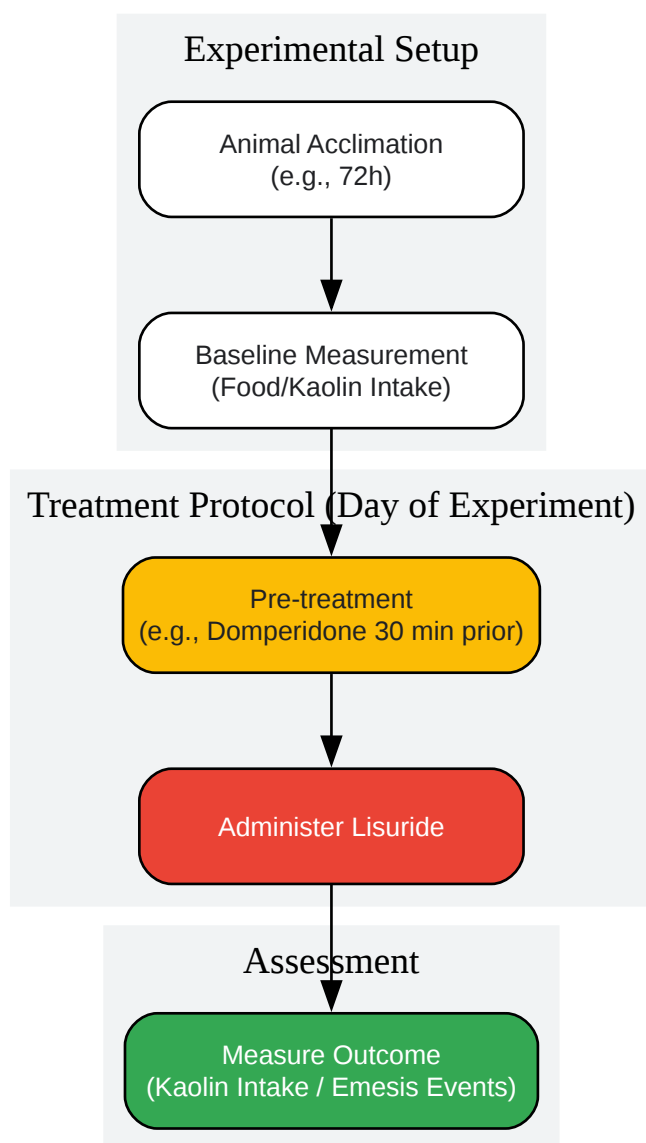 Experimental Setup
Animal Acclimation
(e.g., 72h)
Baseline Measurement
(Food/Kaolin Intake)
Treatment Protocol (Day of Experiment)
Pre-treatment
(e.g., Domperidone 30 min prior)
Administer Lisuride
Assessment
Measure Outcome
(Kaolin Intake / Emesis Events)